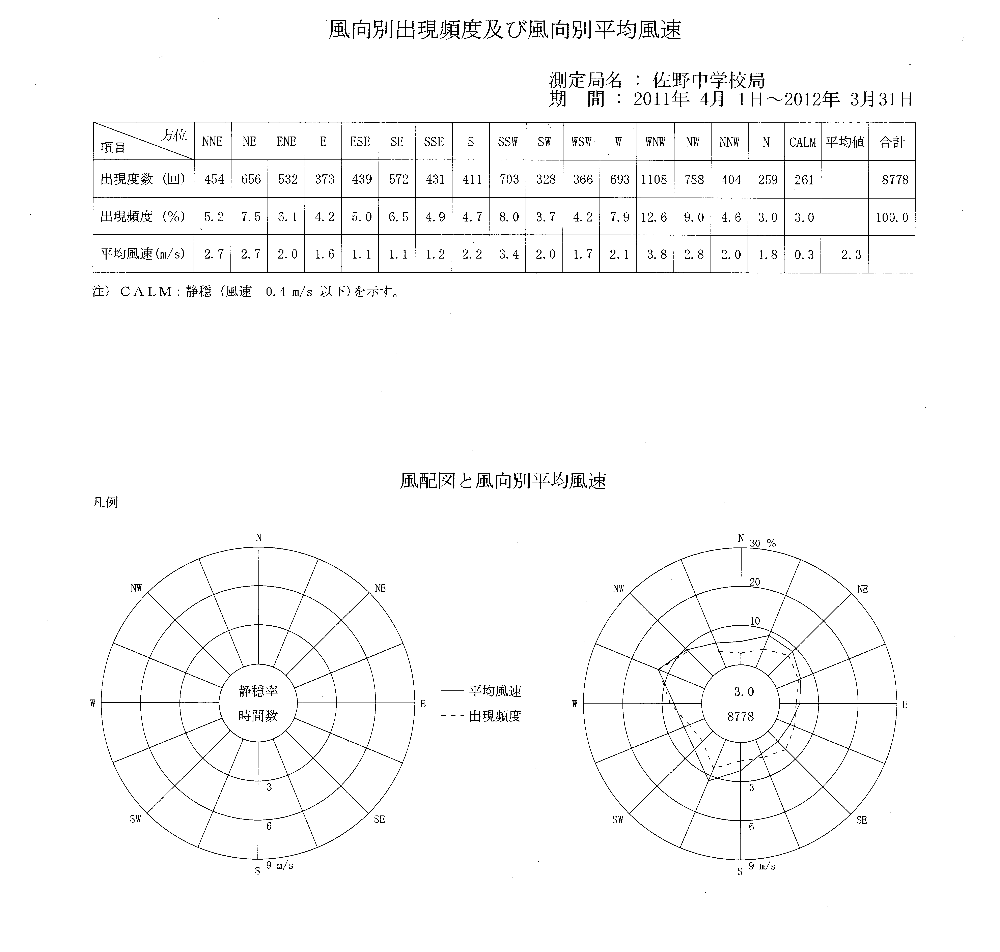 風向別出現頻度及び風向別平均風速
測定局名 : 佐野中学校局
期 間 : 2011年 4月 1日～2012年 3月31日
項目 方位 NNE NE ENE E ESE SE SSE S SSW SW WSW W WNW NW NNW N CALM 平均値 合計
出現度数 (回) 454 656 532 373 439 572 431 411 703 328 366 693 1108 788 404 259 261 8778
出現頻度 (%) 5.2 7.5 6.1 4.2 5.0 6.5 4.9 4.7 8.0 3.7 4.2 7.9 12.6 9.0 4.6 3.0 3.0 100.0
平均風速(m/s) 2.7 2.7 2.0 1.6 1.1 1.1 1.2 2.2 3.4 2.0 1.7 2.1 3.8 2.8 2.0 1.8 0.3 2.3
注) CALM:静穏 (風速 0.4 m/s 以下)を示す。
風配図と風向別平均風速
凡例
N
NW NE
静穏率
W E
時間数
3
SW SE
6
S 9 m/s
平均風速
出現頻度
N 30 %
20
NW NE
10
3.0
W E
8778
3
SW SE
6
S 9 m/s